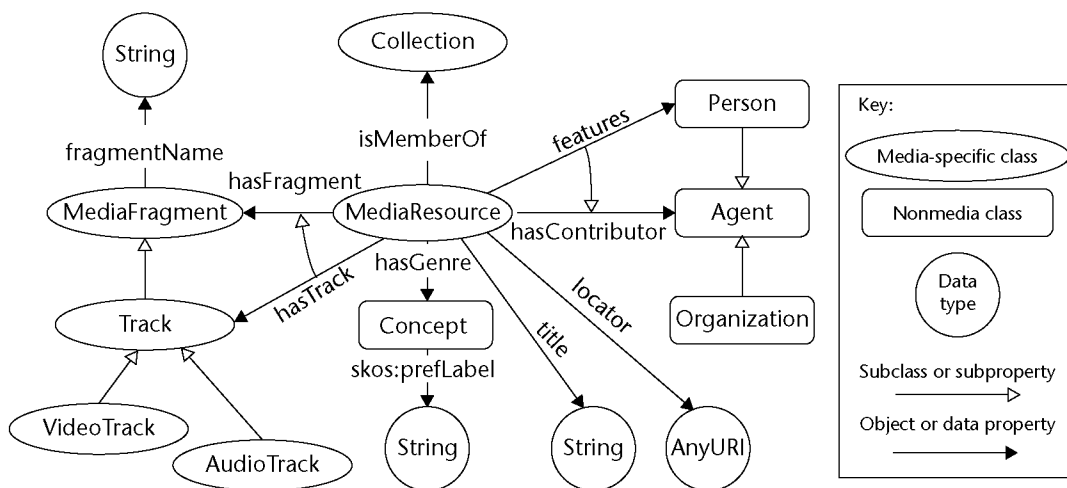 String
Collection
Person
Key:
features
fragmentName
isMemberOf
Media-specific class
hasFragment
MediaFragment
MediaResource
Agent
Nonmedia class
hasContributor
hasGenre
hasTrack
locator
Data
type
Track
Concept
title
Organization
skos:prefLabel
Subclass or subproperty
VideoTrack
String
String
AnyURI
Object or data property
AudioTrack